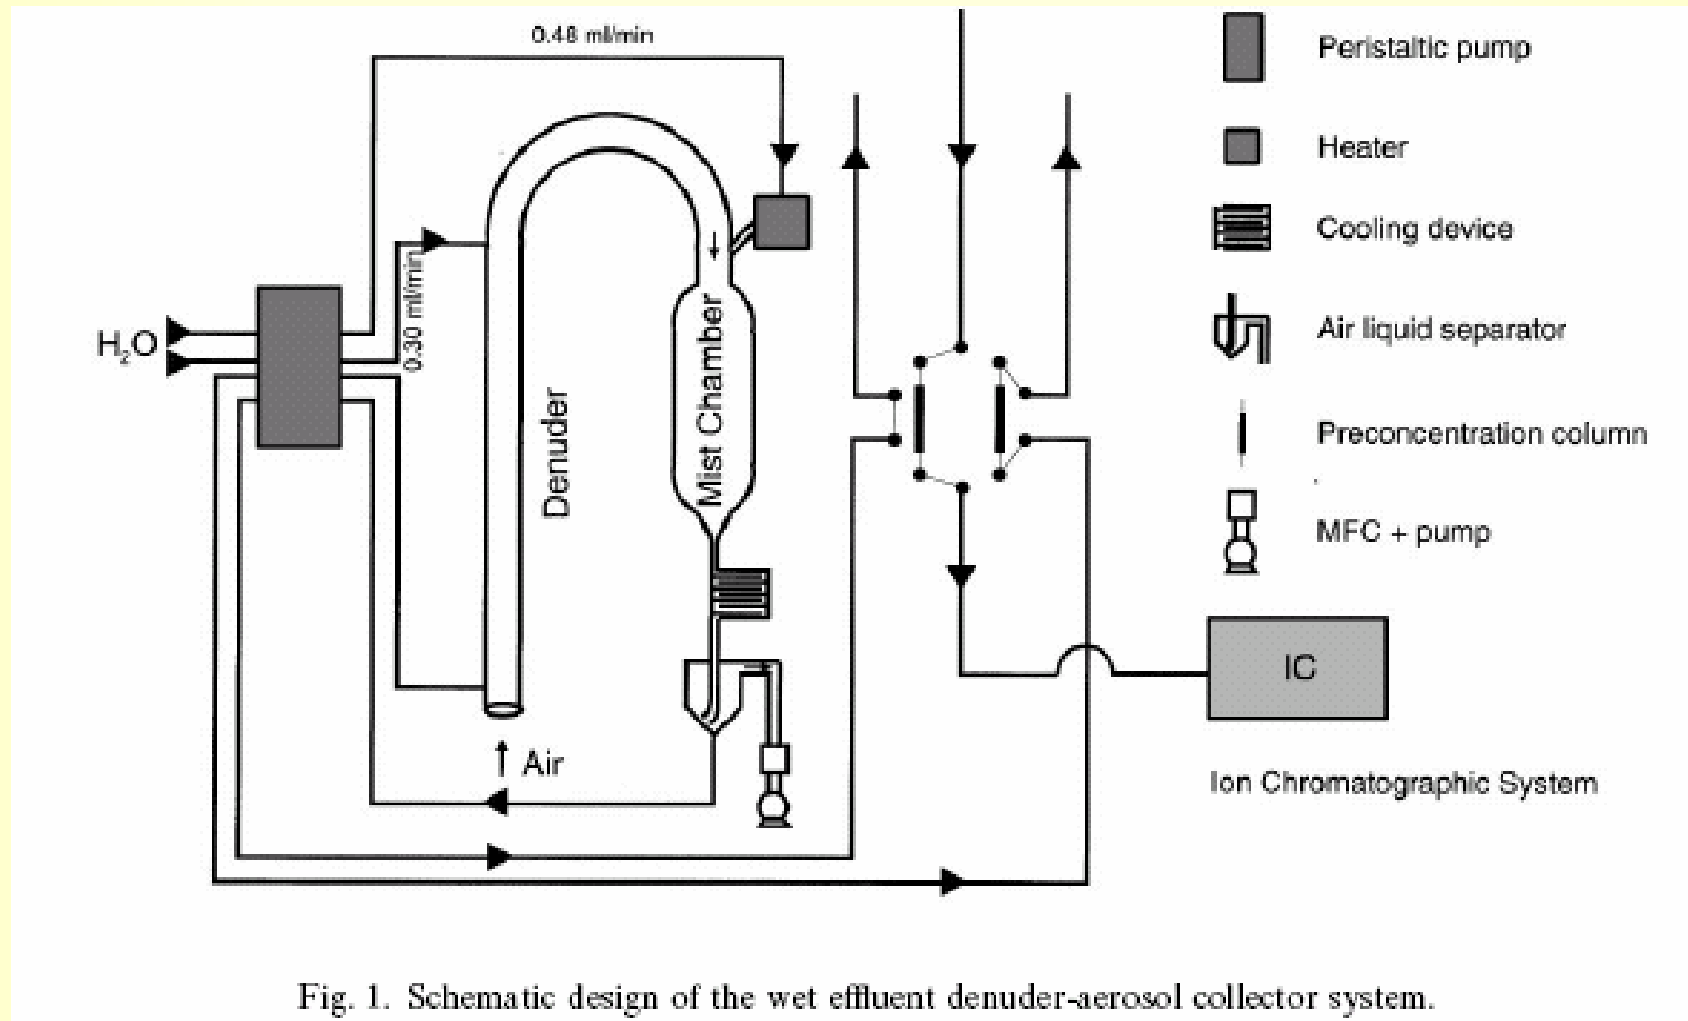 0.48 ml/min
Peristaltic pump
Heater
Cooling device
Air liquid separator
Preconcentration column
MFC + pump
H₂O
0.30 ml/min
Denuder
Mist Chamber
Air
IC
Ion Chromatographic System
Fig. 1. Schematic design of the wet effluent denuder-aerosol collector system.